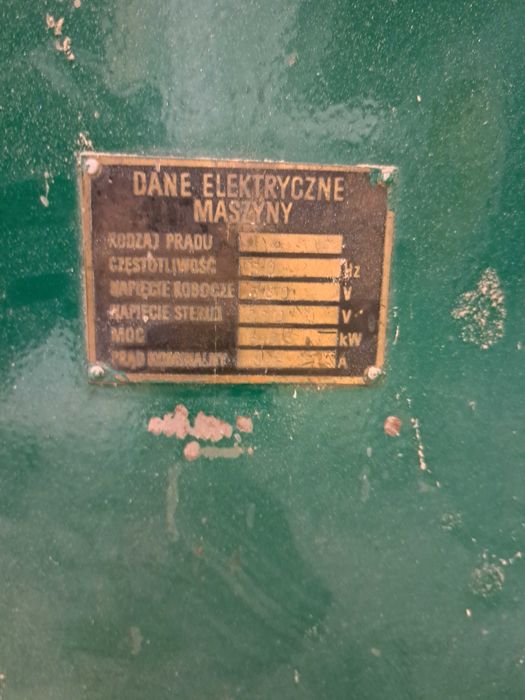 DANE ELEKTRYCZNE
MASZYNY
RODZAJ PRĄDU
CZĘSTOTLIWOŚĆ Hz
NAPIĘCIE ROBOCZE V
NAPIĘCIE STEROW. V
MOC kW
PRĄD NOMINALNY A